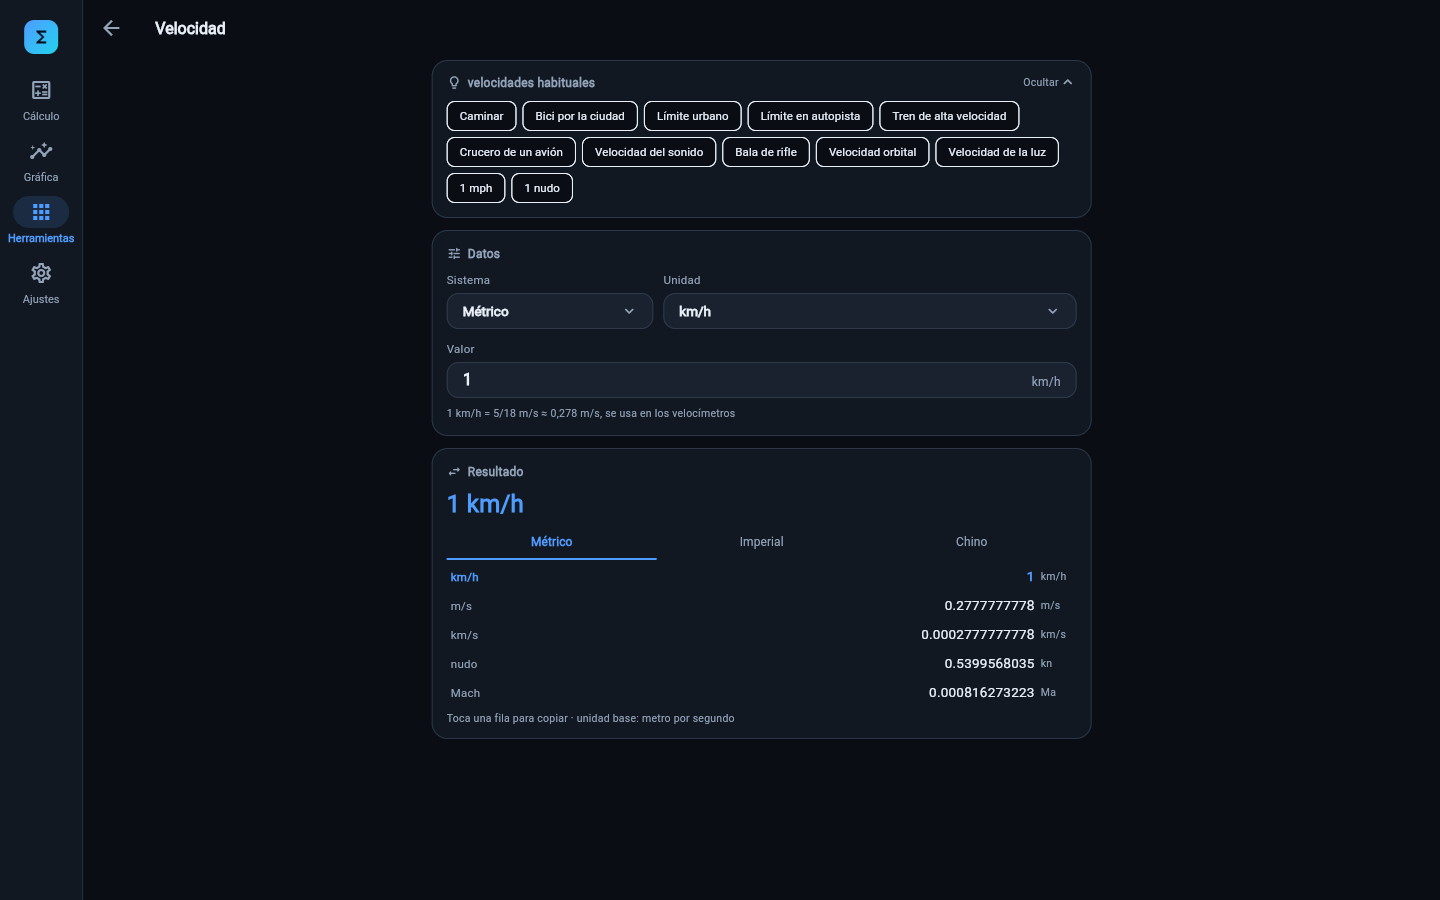 Σ
Velocidad
Cálculo
Gráfica
Herramientas
Ajustes
velocidades habituales
Ocultar
Caminar
Bici por la ciudad
Límite urbano
Límite en autopista
Tren de alta velocidad
Crucero de un avión
Velocidad del sonido
Bala de rifle
Velocidad orbital
Velocidad de la luz
1 mph
1 nudo
Datos
Sistema
Unidad
Métrico
km/h
Valor
1 km/h
1 km/h = 5/18 m/s ≈ 0,278 m/s, se usa en los velocímetros
Resultado
1 km/h
Métrico
Imperial
Chino
km/h 1 km/h
m/s 0.2777777778 m/s
km/s 0.0002777777778 km/s
nudo 0.5399568035 kn
Mach 0.000816273223 Ma
Toca una fila para copiar · unidad base: metro por segundo